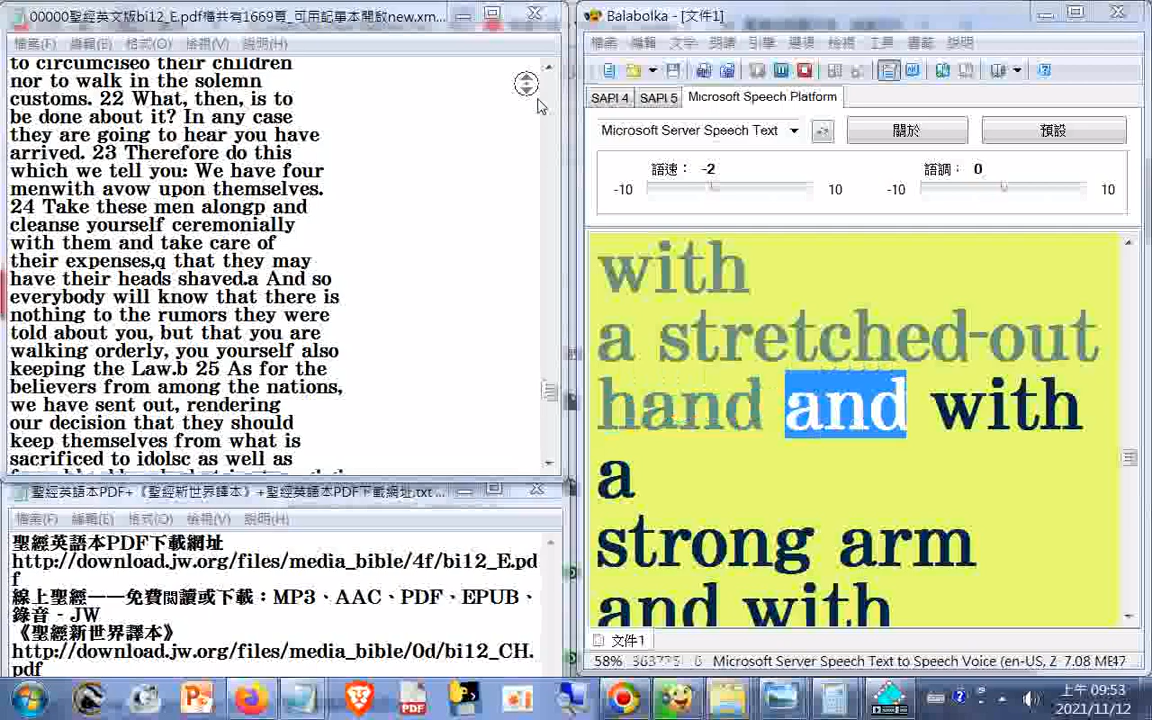 00000聖經英文版bi12_E.pdf檔共有1669頁_可用記事本開啟new.xm...
檔案(F) 編輯(E) 格式(O) 檢視(V) 說明(H)
to circumciseo their children
nor to walk in the solemn
customs. 22 What, then, is to
be done about it? In any case
they are going to hear you have
arrived. 23 Therefore do this
which we tell you: We have four
menwith avow upon themselves.
24 Take these men alongp and
cleanse yourself ceremonially
with them and take care of
their expenses,q that they may
have their heads shaved.a And so
everybody will know that there is
nothing to the rumors they were
told about you, but that you are
walking orderly, you yourself also
keeping the Law.b 25 As for the
believers from among the nations,
we have sent out, rendering
our decision that they should
keep themselves from what is
sacrificed to idolsc as well as
聖經英語本PDF+《聖經新世界譯本》+聖經英語本PDF下載網址.txt ...
檔案(F) 編輯(E) 格式(O) 檢視(V) 說明(H)
聖經英語本PDF下載網址
http://download.jw.org/files/media_bible/4f/bi12_E.pd
f
線上聖經——免費閱讀或下載：MP3、AAC、PDF、EPUB、
錄音 - JW
《聖經新世界譯本》
http://download.jw.org/files/media_bible/0d/bi12_CH.
pdf
Balabolka - [文件1]
檔案 編輯 文字 朗讀 引擎 選項 檢視 工具 書籤 說明
SAPI 4 SAPI 5 Microsoft Speech Platform
Microsoft Server Speech Text 關於 預設
語速： -2 語調： 0
-10 10 -10 10
with
a stretched-out
hand and with
a
strong arm
and with
文件1
58% Microsoft Server Speech Text to Speech Voice (en-US, Z 7.08 MB
上午 09:53
2021/11/12